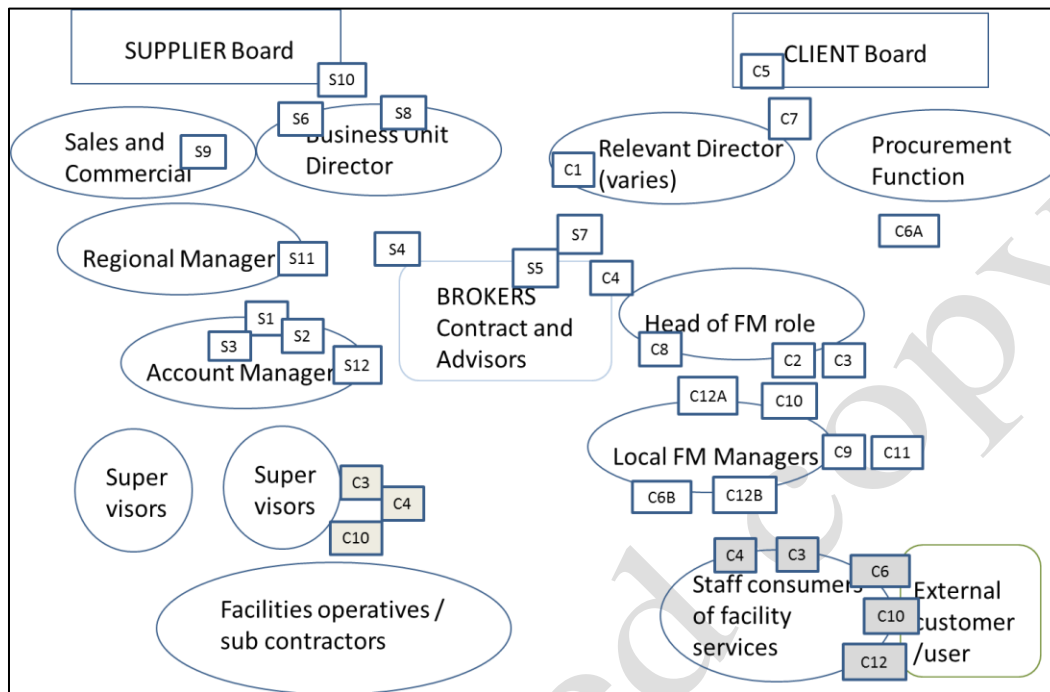 SUPPLIER Board
S10
CLIENT Board
C5
S6
S8
C7
Sales and
Commercial
S9
Business Unit
Director
C1
Relevant Director
(varies)
Procurement
Function
C6A
Regional Manager
S11
S4
S7
S5
C4
BROKERS
Contract and
Advisors
Head of FM role
C8
C2
C3
S1
S3
S2
Account Manager
S12
C12A
C10
Local FM Managers
C9
C11
C6B
C12B
Super
visors
Super
visors
C3
C4
C10
C4
C3
C6
Staff consumers
of facility
services
C10
C12
External
customer
/user
Facilities operatives /
sub contractors